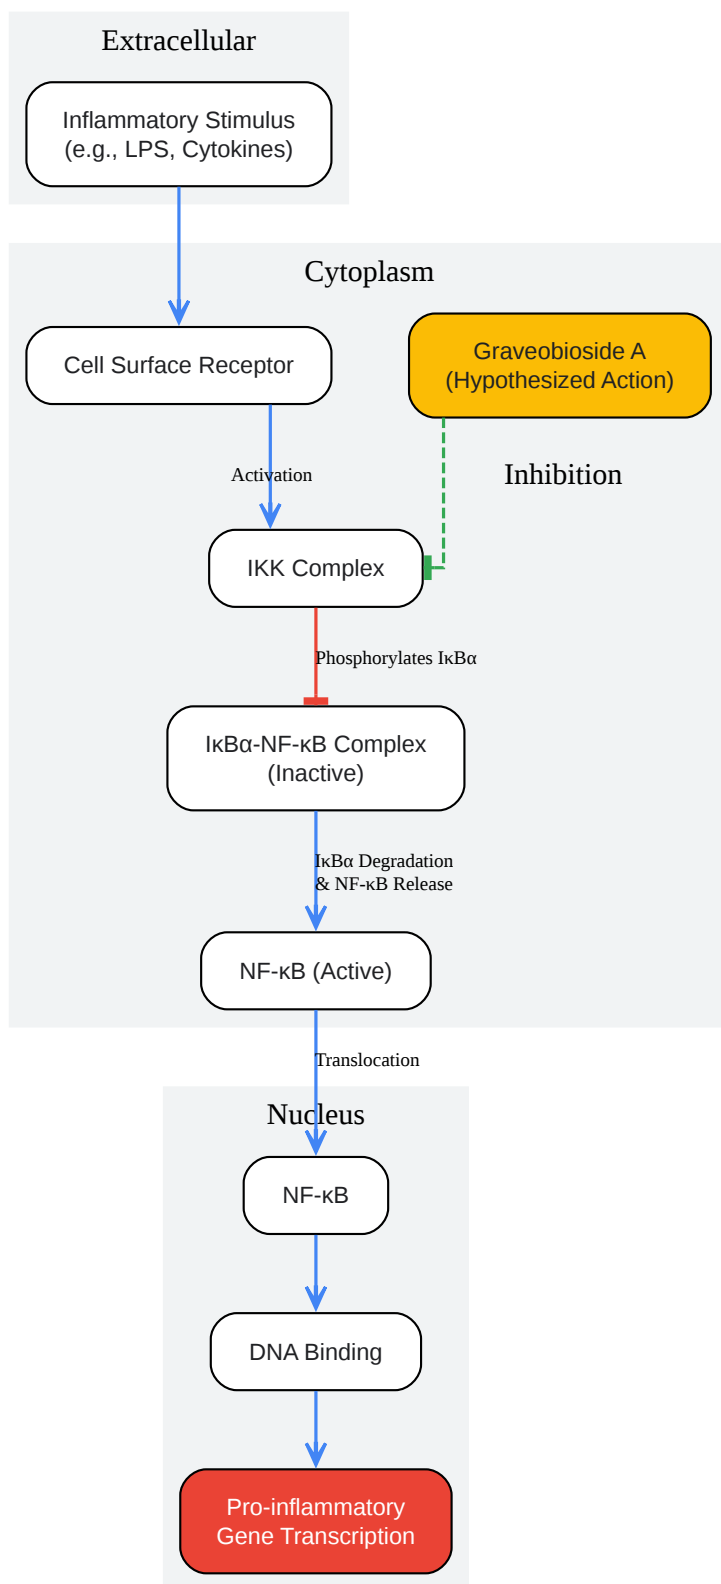 Extracellular
Inflammatory Stimulus
(e.g., LPS, Cytokines)
Cytoplasm
Cell Surface Receptor
Graveobioside A
(Hypothesized Action)
Activation
Inhibition
IKK Complex
Phosphorylates IκBα
IκBα-NF-κB Complex
(Inactive)
IκBα Degradation
& NF-κB Release
NF-κB (Active)
Translocation
Nucleus
NF-κB
DNA Binding
Pro-inflammatory
Gene Transcription